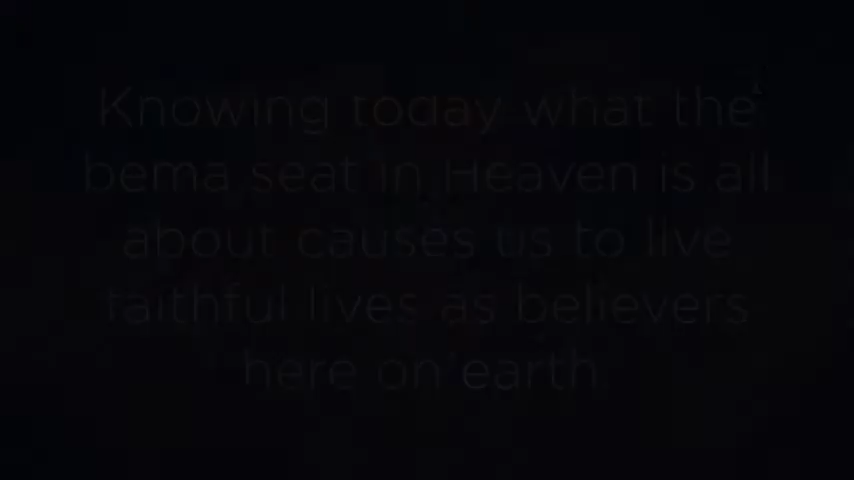 Knowing today what the
bema seat in Heaven is all
about causes us to live
faithful lives as believers
here on earth